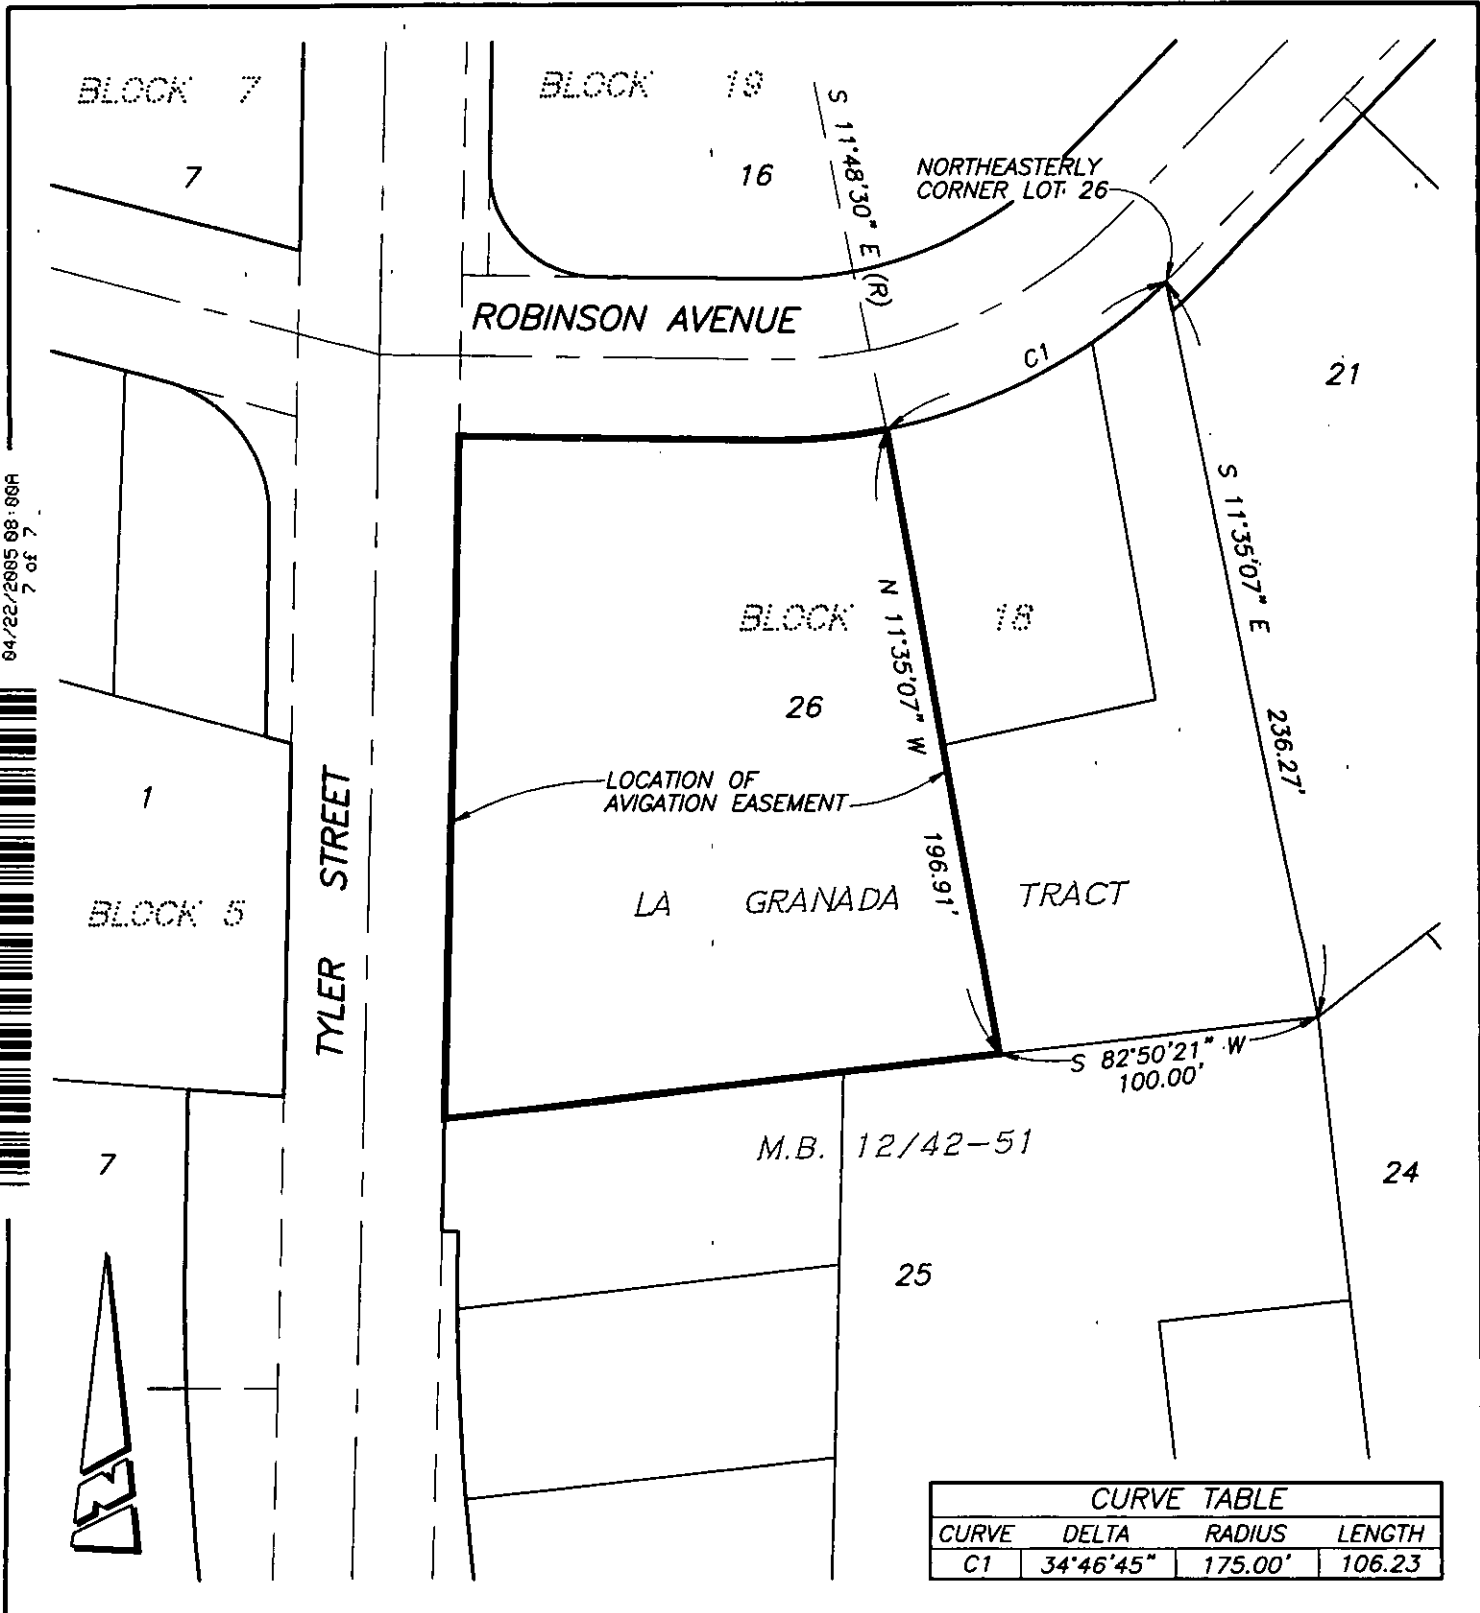 BLOCK 7
BLOCK 19
7
16
S 11°48'30" E (R)
NORTHEASTERLY
CORNER LOT 26
ROBINSON AVENUE
C1
21
04/22/2005 08:00A
7 of 7
S 11°35'07" E
236.27'
N 11°35'07" W
196.91'
BLOCK 18
26
LOCATION OF
AVIGATION EASEMENT
1
TYLER STREET
BLOCK 5
LA GRANADA TRACT
S 82°50'21" W
100.00'
M.B. 12/42-51
7
24
25
N
CURVE TABLE
CURVE DELTA RADIUS LENGTH
C1 34°46'45" 175.00' 106.23